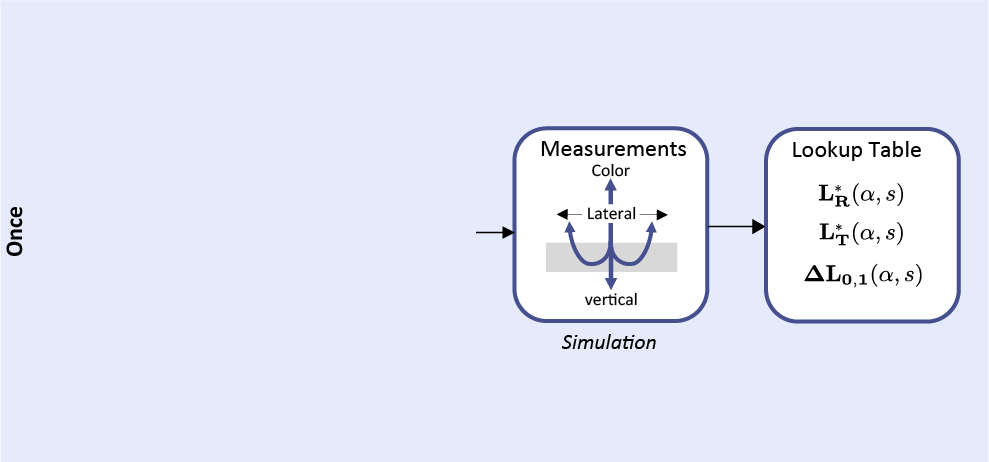 Once
Measurements
Color
Lateral
vertical
Simulation
Lookup Table
L*R(α, s)
L*T(α, s)
ΔL0,1(α, s)